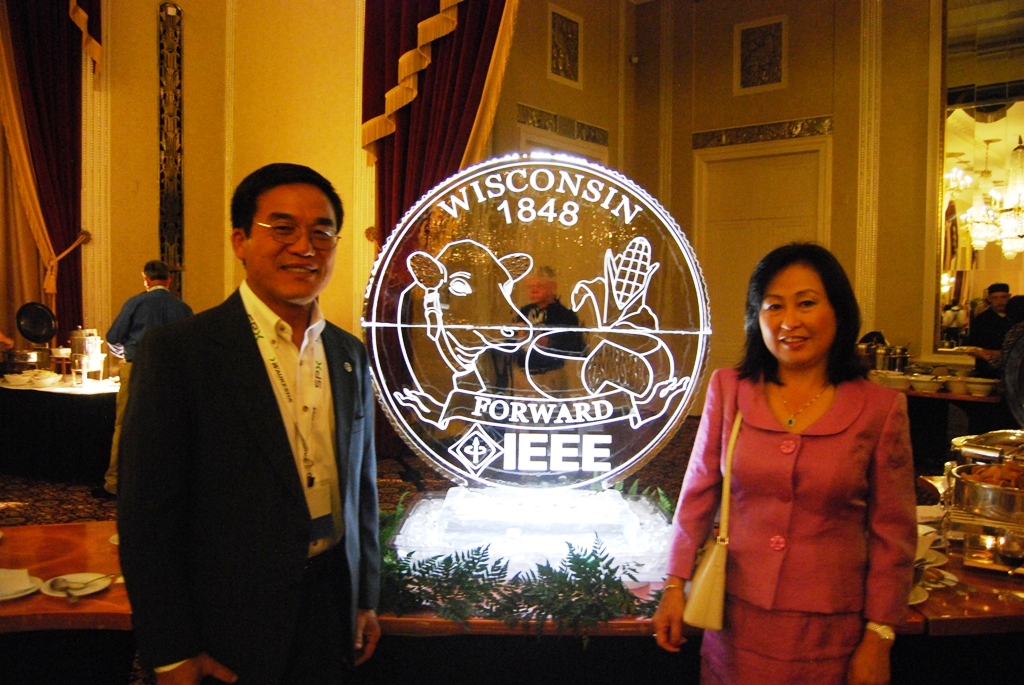 WISCONSIN
1848
FORWARD
IEEE